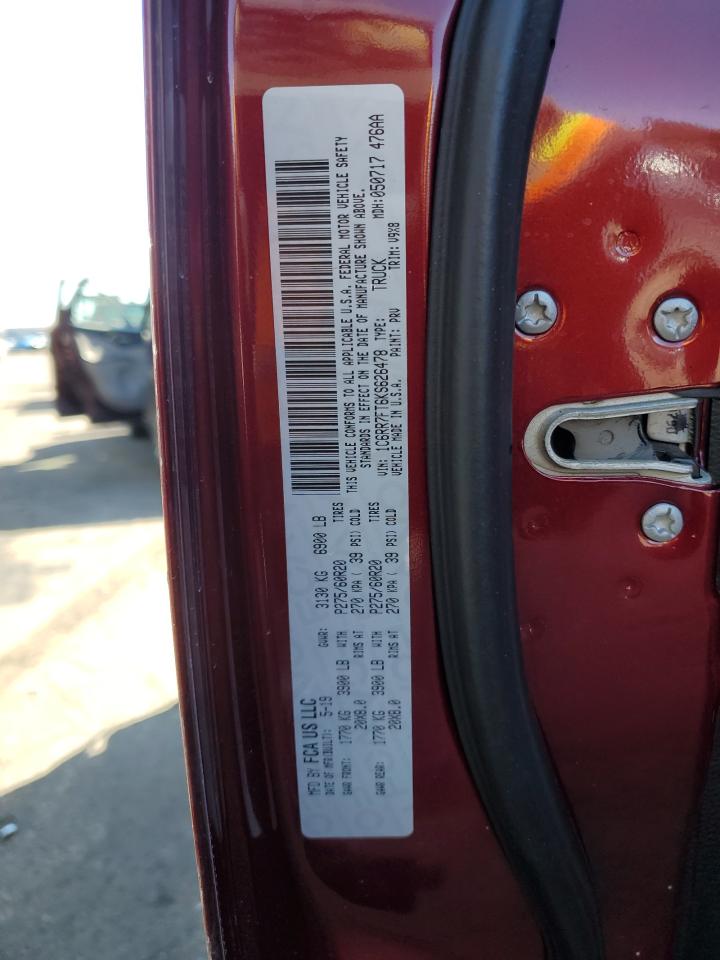 MFD BY FCA US LLC
DATE OF MFR(BUILT): 5-19 GVWR: 3130 KG 6900 LB
GAWR FRONT: 1770 KG 3900 LB WITH P275/60R20 TIRES
20X8.0 RIMS AT 270 KPA ( 39 PSI) COLD
GAWR REAR: 1770 KG 3900 LB WITH P275/60R20 TIRES
20X8.0 RIMS AT 270 KPA ( 39 PSI) COLD
THIS VEHICLE CONFORMS TO ALL APPLICABLE U.S.A. FEDERAL MOTOR VEHICLE SAFETY
STANDARDS IN EFFECT ON THE DATE OF MANUFACTURE SHOWN ABOVE.
VIN: 1C6RR7FT6KS626478 TYPE: TRUCK MDH:050717 476AA
VEHICLE MADE IN U.S.A. PAINT: PRV TRIM: V9X8